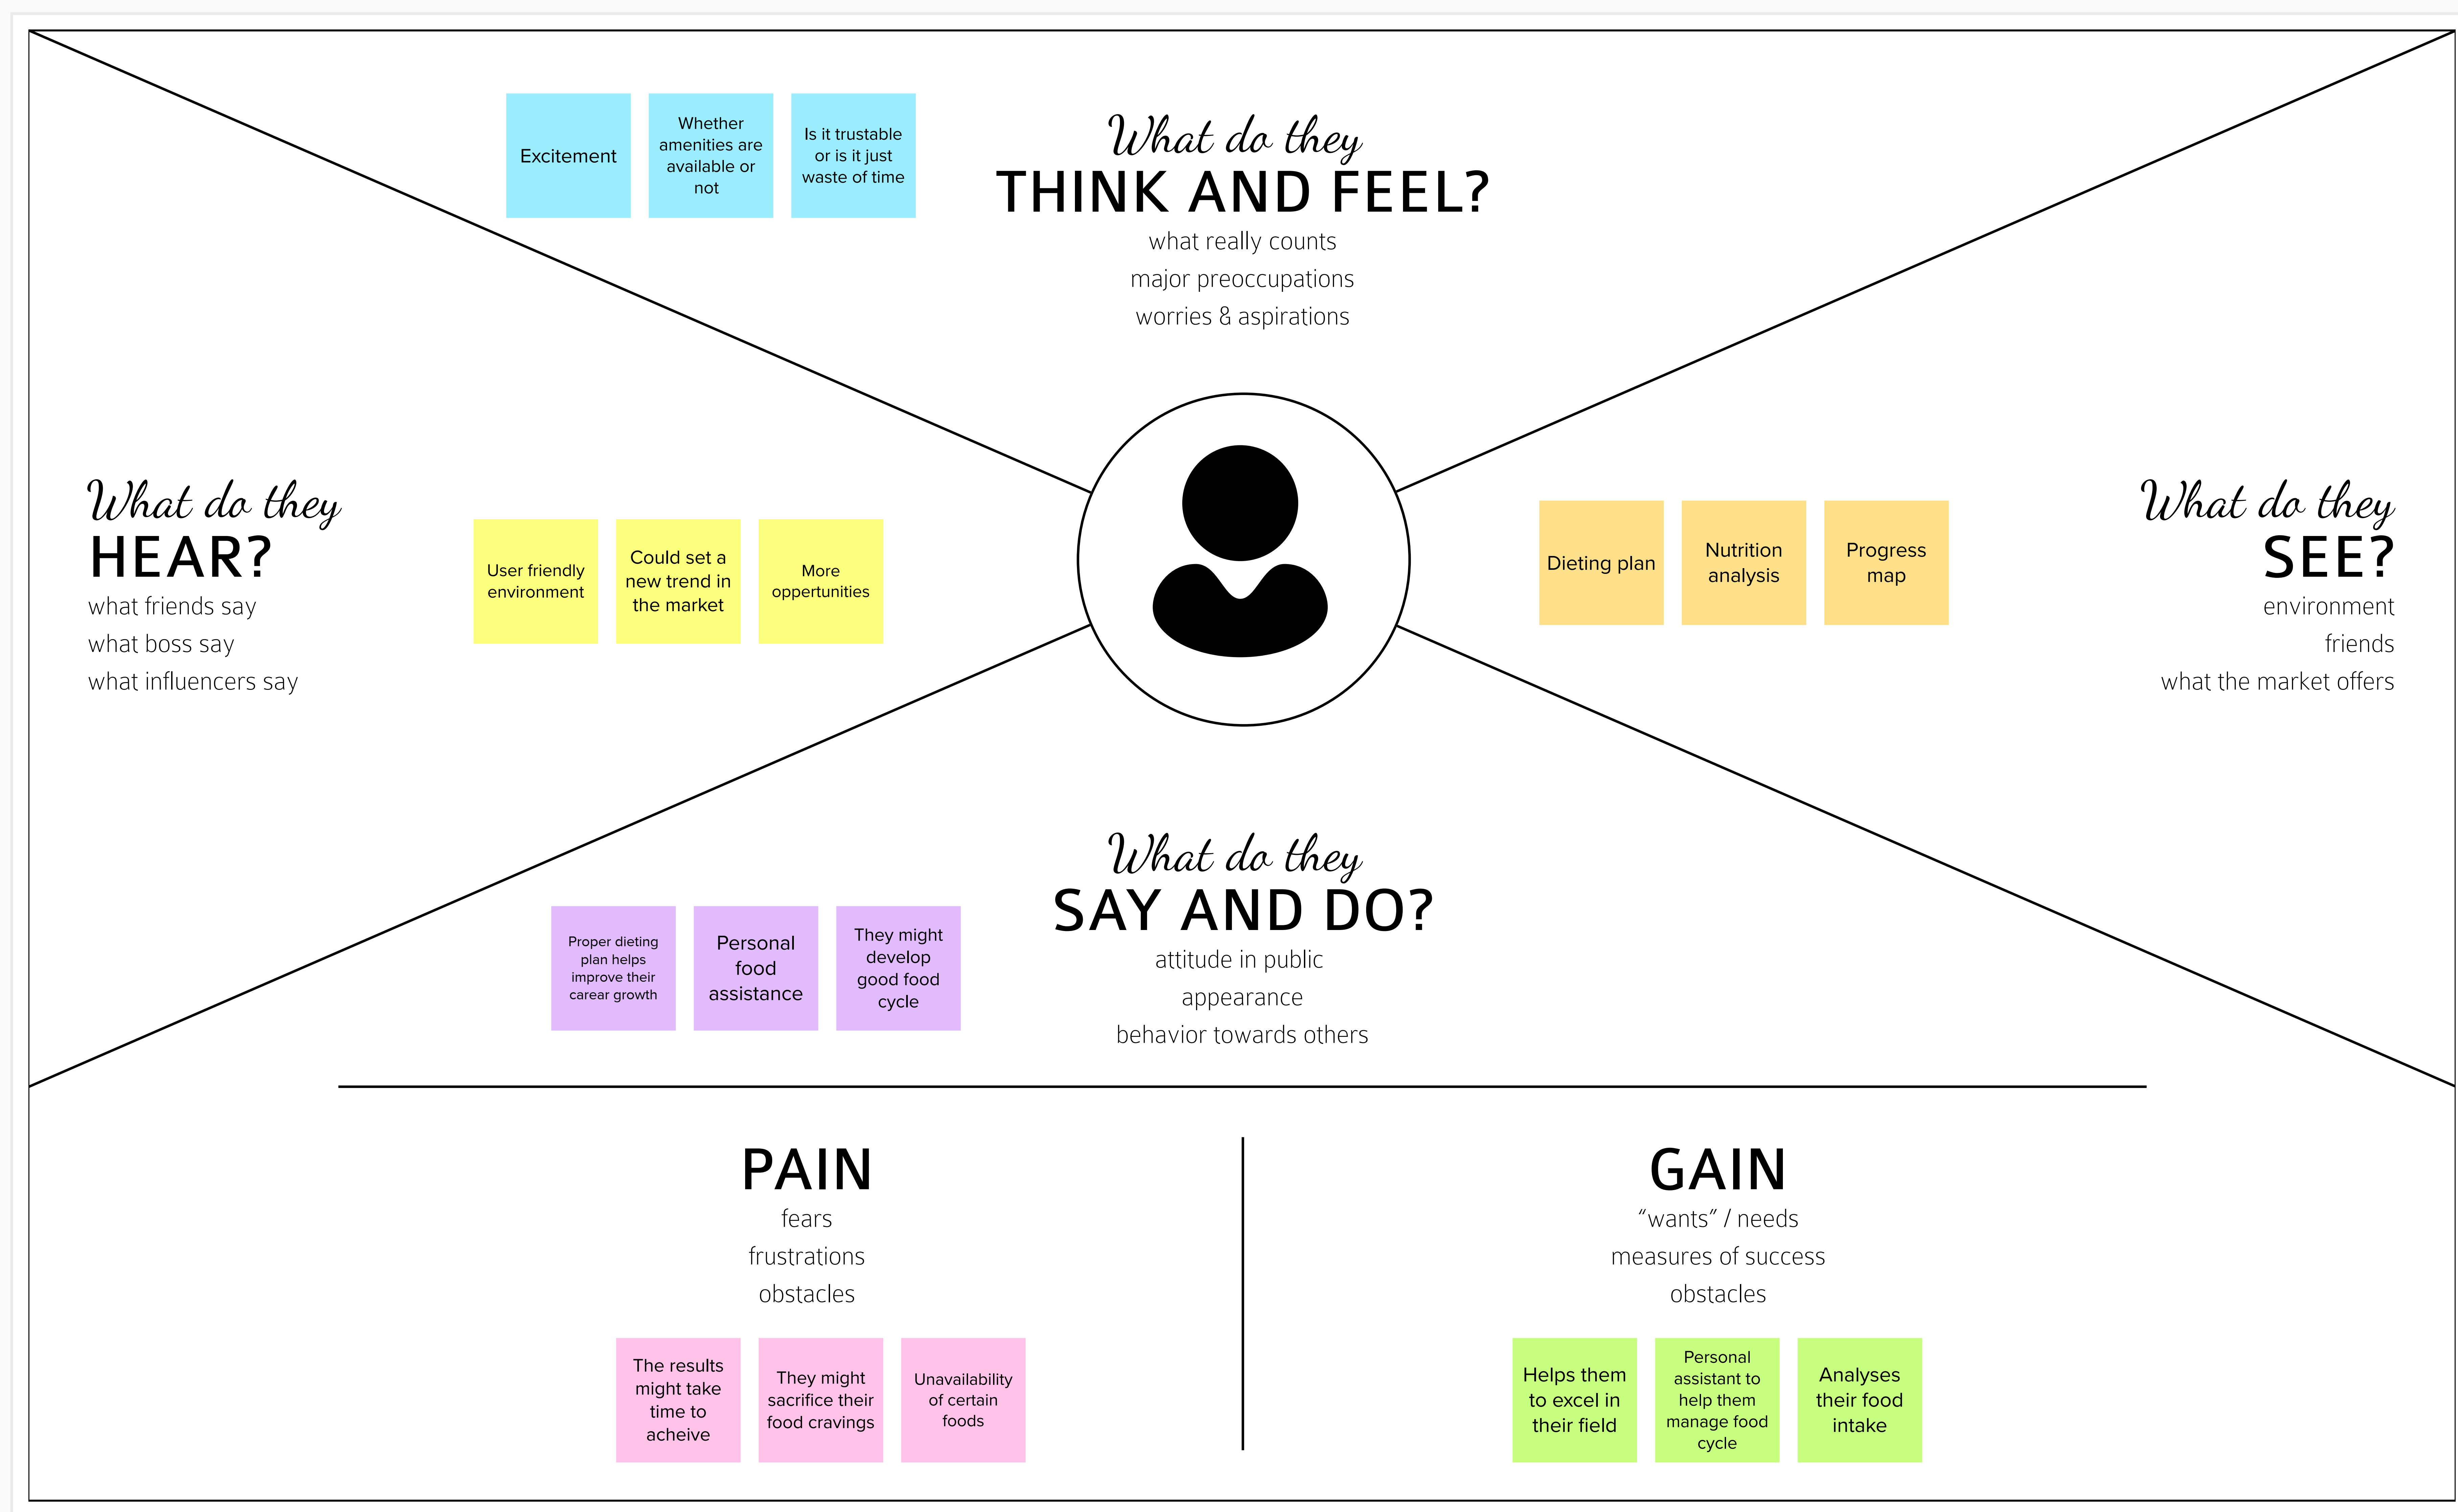 Excitement
Whether
amenities are
available or
not
Is it trustable
or is it just
waste of time
What do they
THINK AND FEEL?
what really counts
major preoccupations
worries & aspirations
What do they
HEAR?
what friends say
what boss say
what influencers say
User friendly
environment
Could set a
new trend in
the market
More
oppertunities
Dieting plan
Nutrition
analysis
Progress
map
What do they
SEE?
environment
friends
what the market offers
What do they
SAY AND DO?
attitude in public
appearance
behavior towards others
Proper dieting
plan helps
improve their
carear growth
Personal
food
assistance
They might
develop
good food
cycle
PAIN
fears
frustrations
obstacles
The results
might take
time to
acheive
They might
sacrifice their
food cravings
Unavailability
of certain
foods
GAIN
“wants” / needs
measures of success
obstacles
Helps them
to excel in
their field
Personal
assistant to
help them
manage food
cycle
Analyses
their food
intake